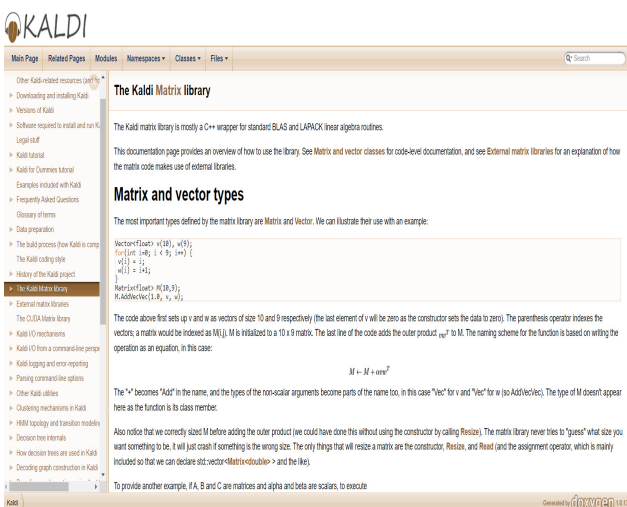 KALDI
Main Page Related Pages Modules Namespaces Classes Files
Search
Other Kaldi-related resources (and
Downloading and installing Kaldi
Versions of Kaldi
Software required to install and run K
Legal stuff
Kaldi tutorial
Kaldi for Dummies tutorial
Examples included with Kaldi
Frequently Asked Questions
Glossary of terms
Data preparation
The build process (how Kaldi is comp
The Kaldi coding style
History of the Kaldi project
The Kaldi Matrix library
External matrix libraries
The CUDA Matrix library
Kaldi I/O mechanisms
Kaldi I/O from a command-line perspe
Kaldi logging and error-reporting
Parsing command-line options
Other Kaldi utilities
Clustering mechanisms in Kaldi
HMM topology and transition modelin
Decision tree internals
How decision trees are used in Kaldi
Decoding graph construction in Kaldi
The Kaldi Matrix library
The Kaldi matrix library is mostly a C++ wrapper for standard BLAS and LAPACK linear algebra routines.
This documentation page provides an overview of how to use the library. See Matrix and vector classes for code-level documentation, and see External matrix libraries for an explanation of how
the matrix code makes use of external libraries.
Matrix and vector types
The most important types defined by the matrix library are Matrix and Vector. We can illustrate their use with an example:
Vector<float> v(10), w(9);
for(int i=0; i < 9; i++) {
v(i) = i;
w(i) = i+1;
}
Matrix<float> M(10,9);
M.AddVecVec(1.0, v, w);
The code above first sets up v and w as vectors of size 10 and 9 respectively (the last element of v will be zero as the constructor sets the data to zero). The parenthesis operator indexes the
vectors; a matrix would be indexed as M(i,j). M is initialized to a 10 x 9 matrix. The last line of the code adds the outer product vwᵀ to M. The naming scheme for the function is based on writing the
operation as an equation, in this case:
M ← M + αvwᵀ
The "+" becomes "Add" in the name, and the types of the non-scalar arguments become parts of the name too, in this case "Vec" for v and "Vec" for w (so AddVecVec). The type of M doesn't appear
here as the function is its class member.
Also notice that we correctly sized M before adding the outer product (we could have done this without using the constructor by calling Resize). The matrix library never tries to "guess" what size you
want something to be, it will just crash if something is the wrong size. The only things that will resize a matrix are the constructor, Resize, and Read (and the assignment operator, which is mainly
included so that we can declare std::vector<Matrix<double> > and the like).
To provide another example, if A, B and C are matrices and alpha and beta are scalars, to execute
Kaldi
Generated by doxygen